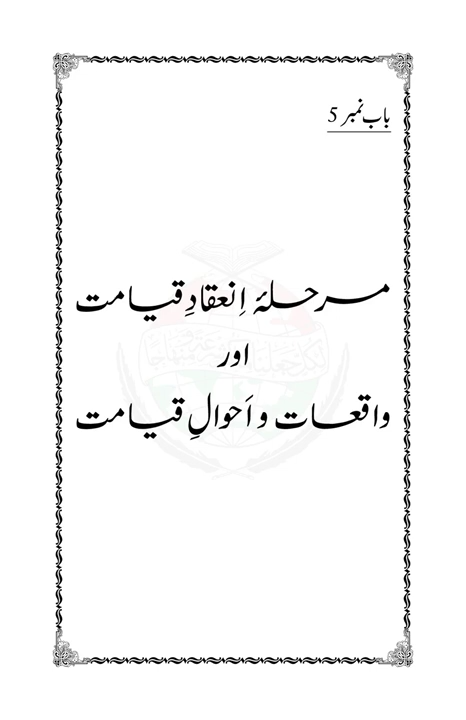 باب نمبر 5
مرحلۂ اِنعقادِ قیامت
اور
واقعات و اَحوالِ قیامت